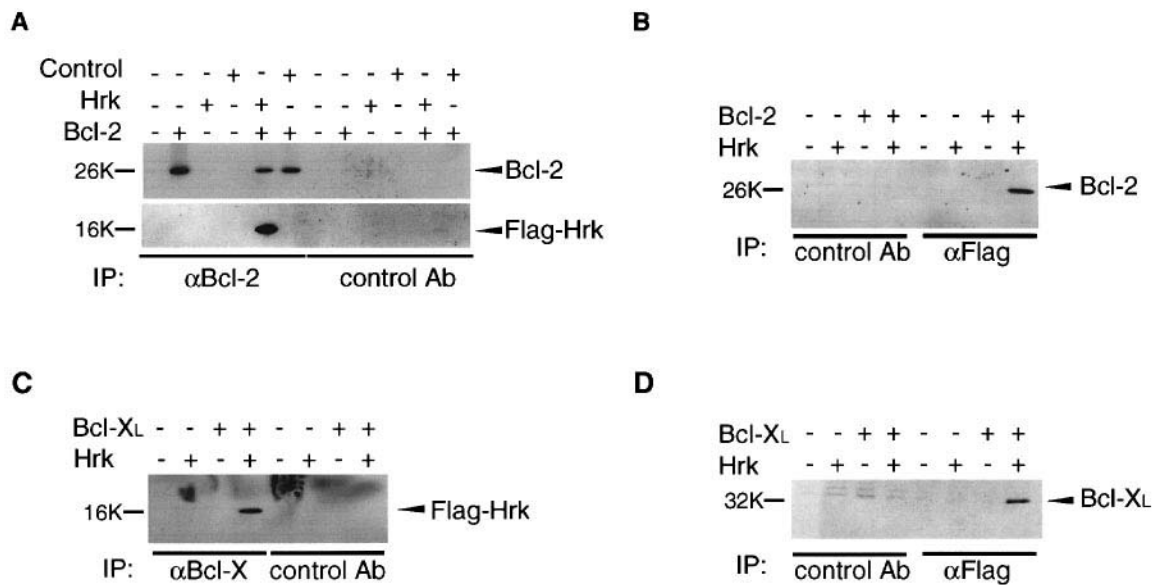 A
Control - - - + - + - - - + - +
Hrk - - + - + - - - + - + -
Bcl-2 - + - - + + - + - - + +
26K Bcl-2
16K Flag-Hrk
IP: αBcl-2 control Ab
B
Bcl-2 - - + + - - + +
Hrk - + - + - + - +
26K Bcl-2
IP: control Ab αFlag
C
Bcl-XL - - + + - - + +
Hrk - + - + - + - +
16K Flag-Hrk
IP: αBcl-X control Ab
D
Bcl-XL - - + + - - + +
Hrk - + - + - + - +
32K Bcl-XL
IP: control Ab αFlag